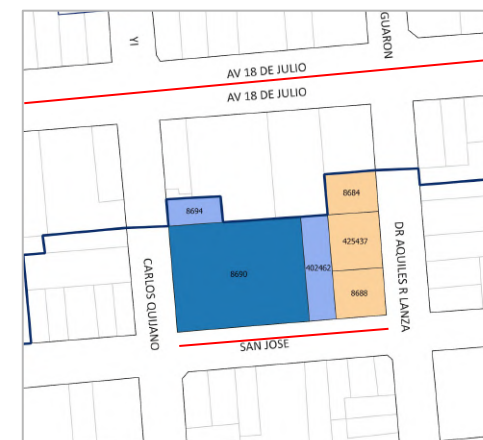 YI
GUARON
AV 18 DE JULIO
AV 18 DE JULIO
8684
8694
425437
DR AQUILES R LANZA
CARLOS QUIJANO
8690
402462
8688
SAN JOSE